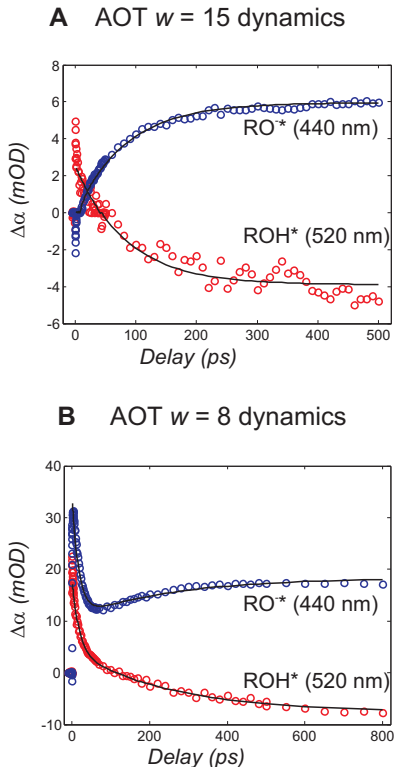 A AOT w = 15 dynamics
8
6
4
2
0
-2
-4
-6
Δα (mOD)
RO⁻* (440 nm)
ROH* (520 nm)
0 100 200 300 400 500
Delay (ps)
B AOT w = 8 dynamics
40
30
20
10
0
-10
Δα (mOD)
RO⁻* (440 nm)
ROH* (520 nm)
0 200 400 600 800
Delay (ps)